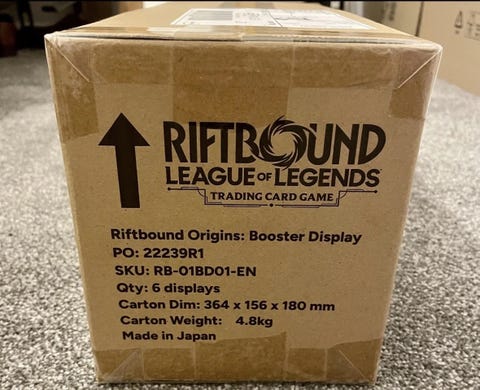 RIFTBOUND
LEAGUE OF LEGENDS
TRADING CARD GAME
Riftbound Origins: Booster Display
PO: 22239R1
SKU: RB-01BD01-EN
Qty: 6 displays
Carton Dim: 364 x 156 x 180 mm
Carton Weight: 4.8kg
Made in Japan